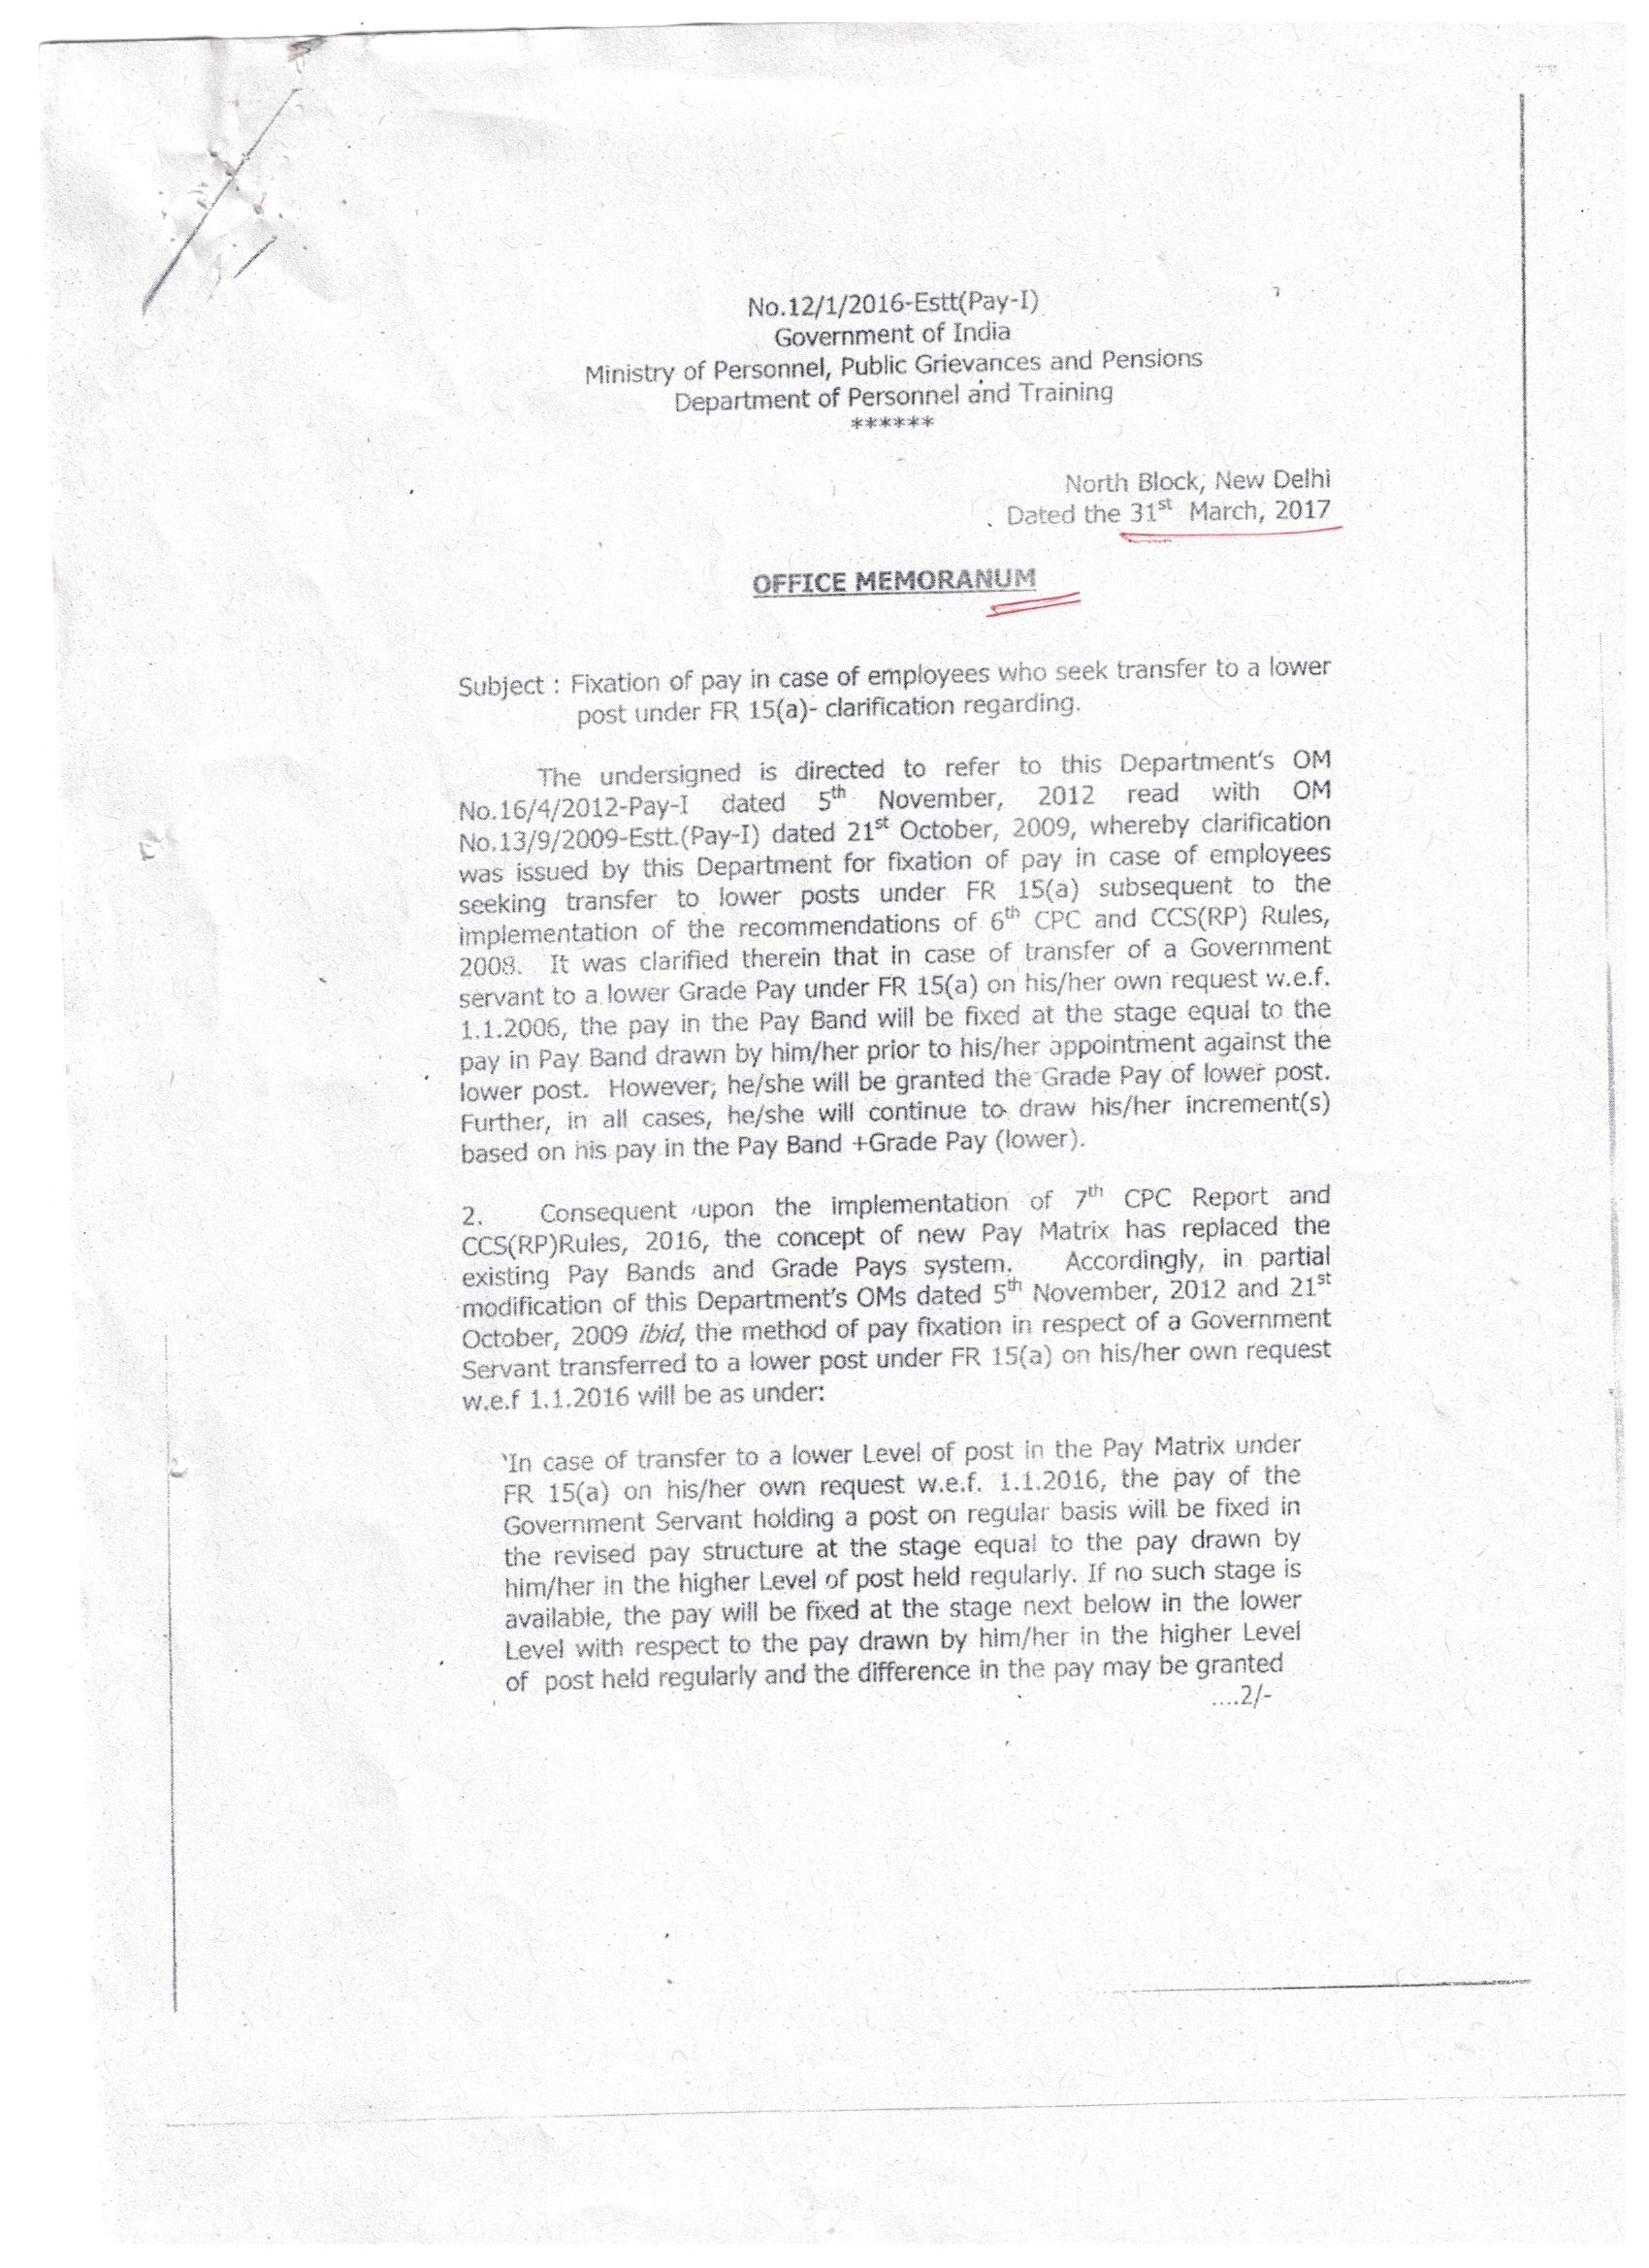 No.12/1/2016-Estt(Pay-I)
Government of India
Ministry of Personnel, Public Grievances and Pensions
Department of Personnel and Training
******
North Block, New Delhi
Dated the 31st March, 2017
OFFICE MEMORANUM
Subject : Fixation of pay in case of employees who seek transfer to a lower
post under FR 15(a)- clarification regarding.
The undersigned is directed to refer to this Department's OM
No.16/4/2012-Pay-I dated 5th November, 2012 read with OM
No.13/9/2009-Estt.(Pay-I) dated 21st October, 2009, whereby clarification
was issued by this Department for fixation of pay in case of employees
seeking transfer to lower posts under FR 15(a) subsequent to the
implementation of the recommendations of 6th CPC and CCS(RP) Rules,
2008. It was clarified therein that in case of transfer of a Government
servant to a lower Grade Pay under FR 15(a) on his/her own request w.e.f.
1.1.2006, the pay in the Pay Band will be fixed at the stage equal to the
pay in Pay Band drawn by him/her prior to his/her appointment against the
lower post. However, he/she will be granted the Grade Pay of lower post.
Further, in all cases, he/she will continue to draw his/her increment(s)
based on his pay in the Pay Band +Grade Pay (lower).
2. Consequent upon the implementation of 7th CPC Report and
CCS(RP)Rules, 2016, the concept of new Pay Matrix has replaced the
existing Pay Bands and Grade Pays system. Accordingly, in partial
modification of this Department's OMs dated 5th November, 2012 and 21st
October, 2009 ibid, the method of pay fixation in respect of a Government
Servant transferred to a lower post under FR 15(a) on his/her own request
w.e.f 1.1.2016 will be as under:
'In case of transfer to a lower Level of post in the Pay Matrix under
FR 15(a) on his/her own request w.e.f. 1.1.2016, the pay of the
Government Servant holding a post on regular basis will be fixed in
the revised pay structure at the stage equal to the pay drawn by
him/her in the higher Level of post held regularly. If no such stage is
available, the pay will be fixed at the stage next below in the lower
Level with respect to the pay drawn by him/her in the higher Level
of post held regularly and the difference in the pay may be granted
....2/-